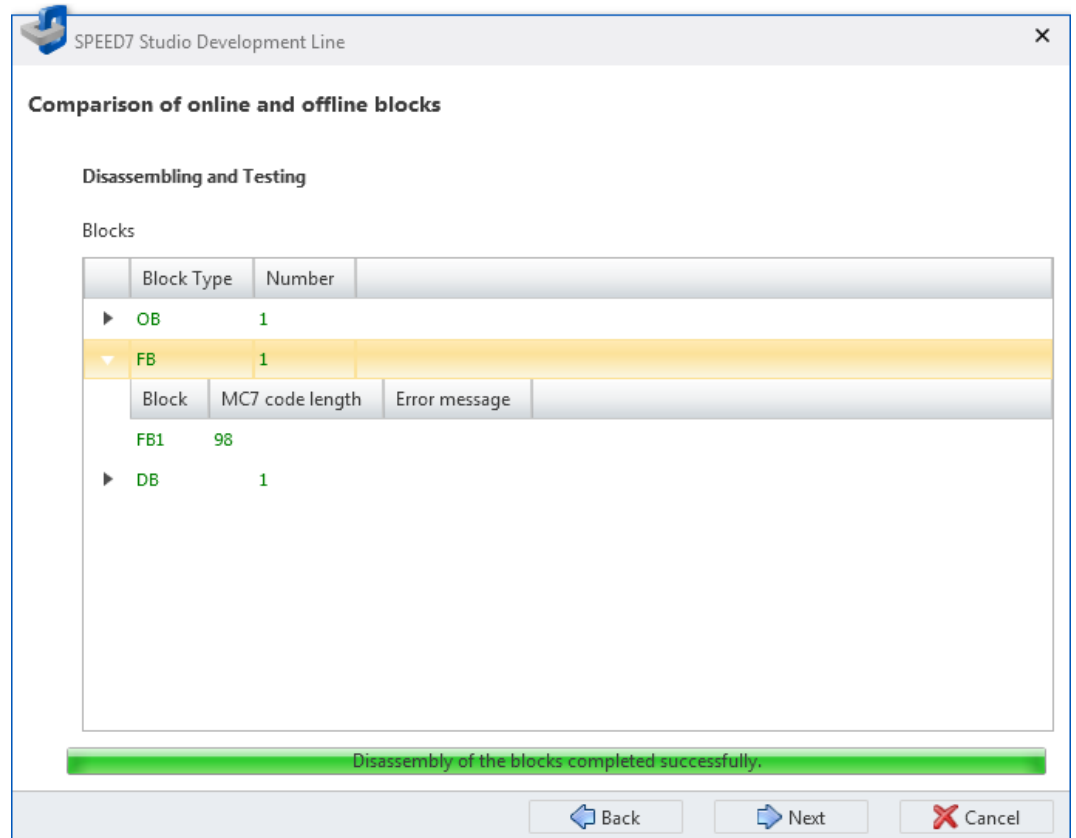 SPEED7 Studio Development Line
Comparison of online and offline blocks
Disassembling and Testing
Blocks
Block Type Number
OB 1
FB 1
Block MC7 code length Error message
FB1 98
DB 1
Disassembly of the blocks completed successfully.
Back Next Cancel